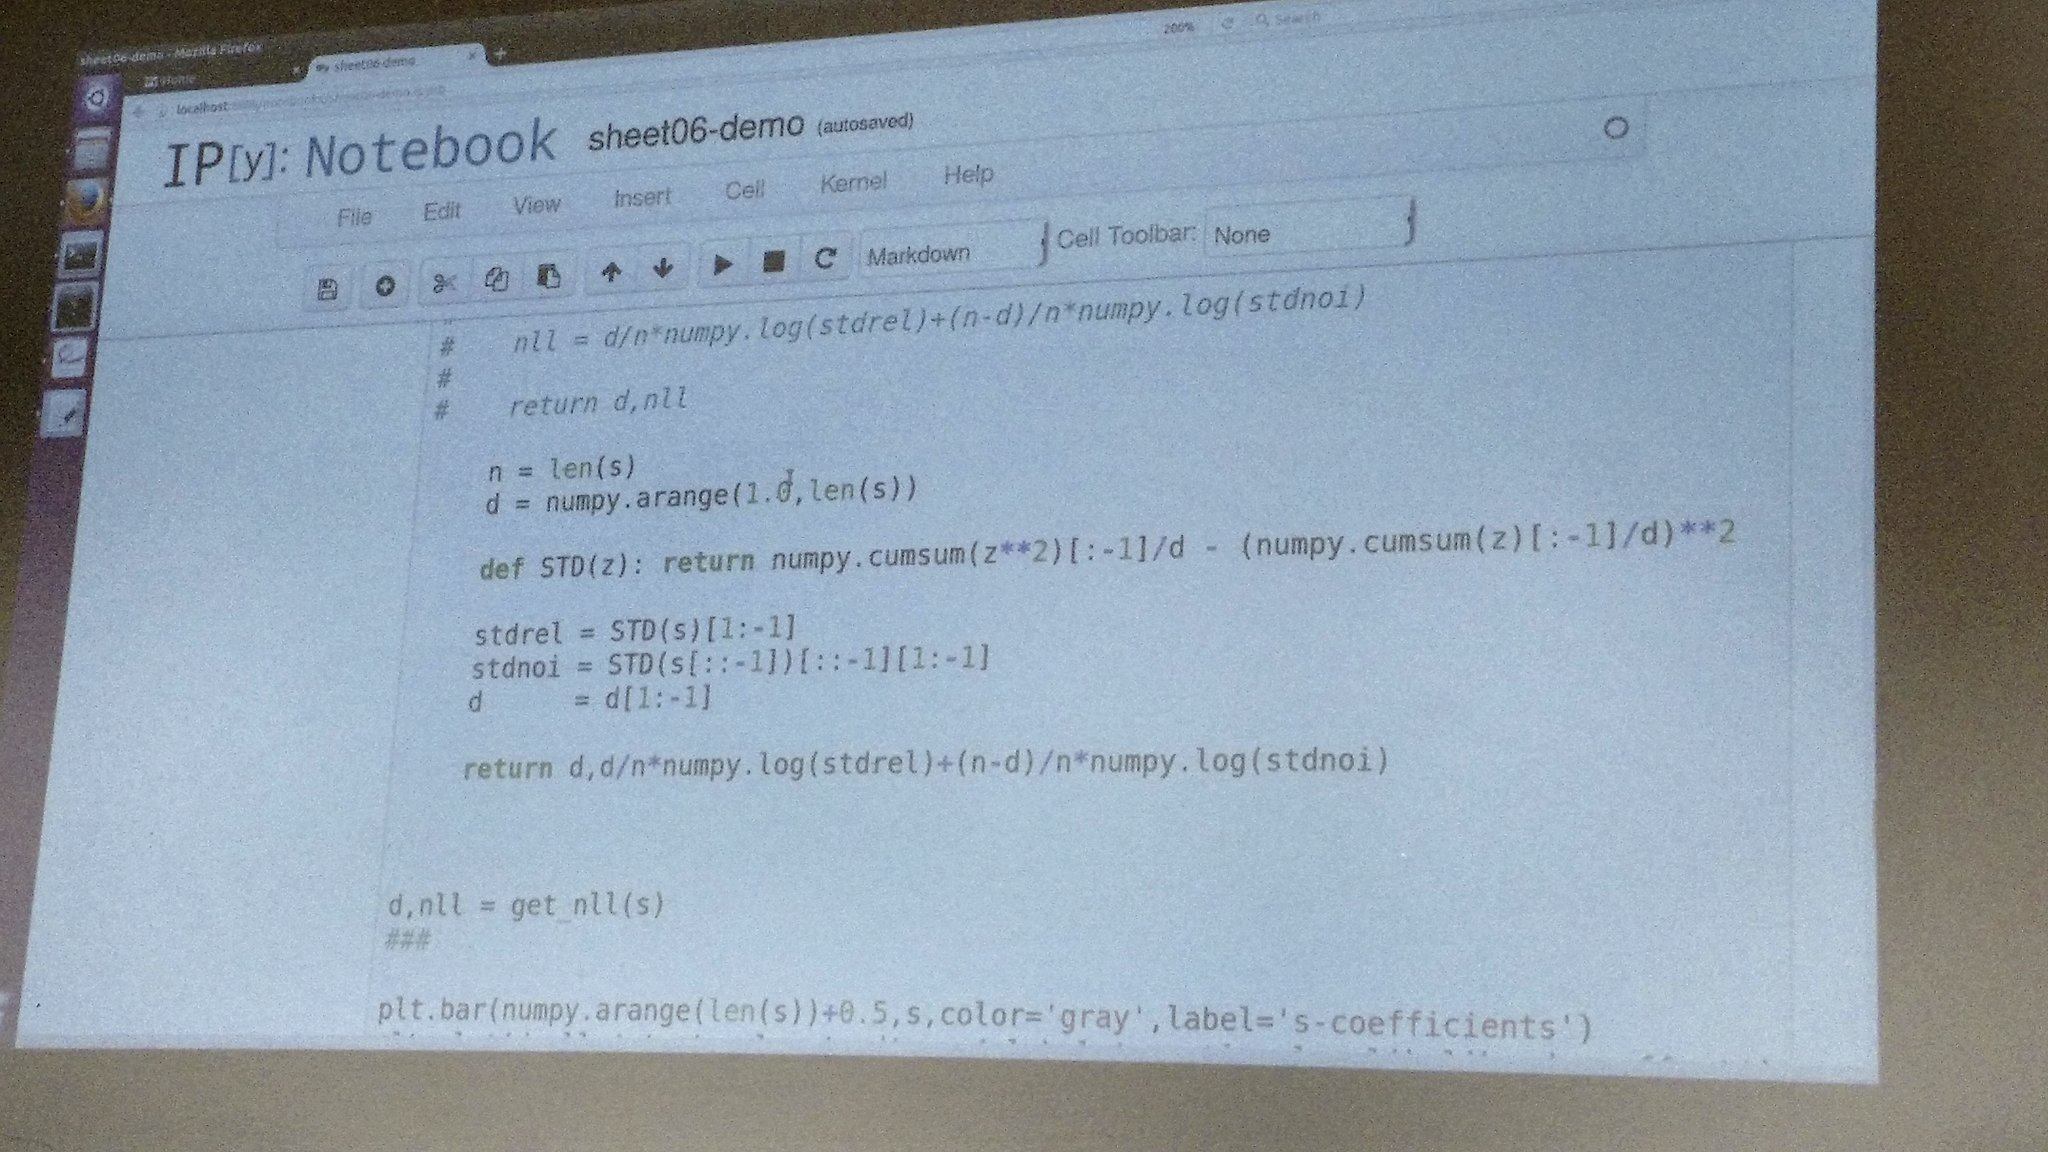 sheet06-demo - Mozilla Firefox
Home
sheet06-demo
localhost
200%
Search
IP[y]: Notebook sheet06-demo (autosaved)
File Edit View Insert Cell Kernel Help
Markdown Cell Toolbar: None
# nll = d/n*numpy.log(stdrel)+(n-d)/n*numpy.log(stdnoi)
#
# return d,nll
n = len(s)
d = numpy.arange(1.0,len(s))
def STD(z): return numpy.cumsum(z**2)[:-1]/d - (numpy.cumsum(z)[:-1]/d)**2
stdrel = STD(s)[1:-1]
stdnoi = STD(s[::-1])[::-1][1:-1]
d = d[1:-1]
return d,d/n*numpy.log(stdrel)+(n-d)/n*numpy.log(stdnoi)
d,nll = get_nll(s)
###
plt.bar(numpy.arange(len(s))+0.5,s,color='gray',label='s-coefficients')